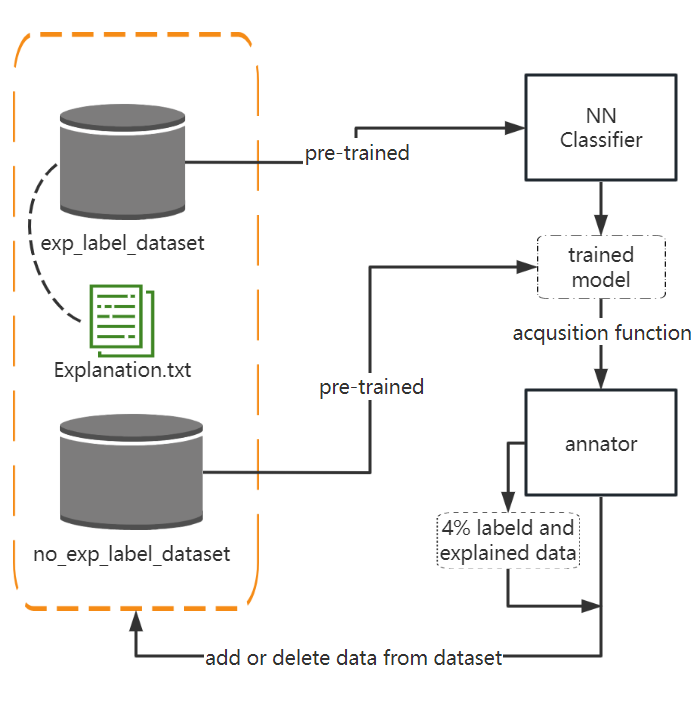 NN
Classifier
pre-trained
exp_label_dataset
trained
model
acqusition function
Explanation.txt
pre-trained
annator
4% labeld and
explained data
no_exp_label_dataset
add or delete data from dataset